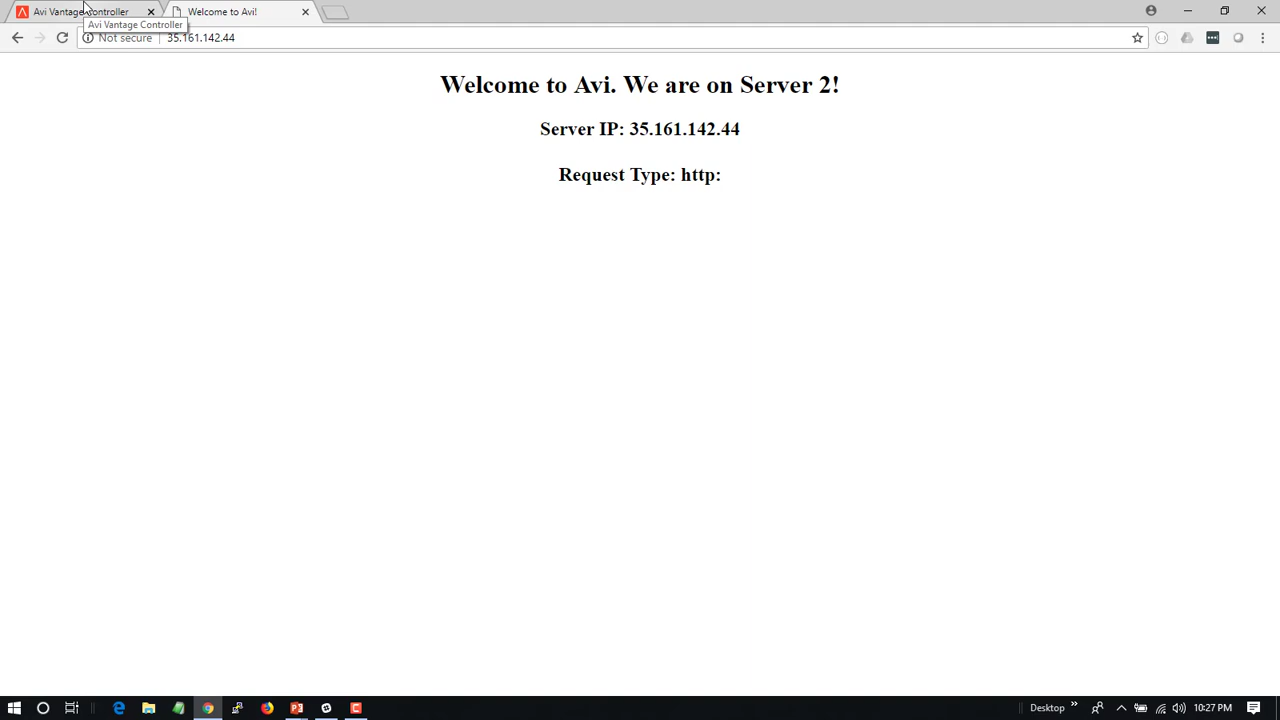 Avi Vantage Controller
Welcome to Avi!
Avi Vantage Controller
Not secure
35.161.142.44
Welcome to Avi. We are on Server 2!
Server IP: 35.161.142.44
Request Type: http:
Desktop
10:27 PM